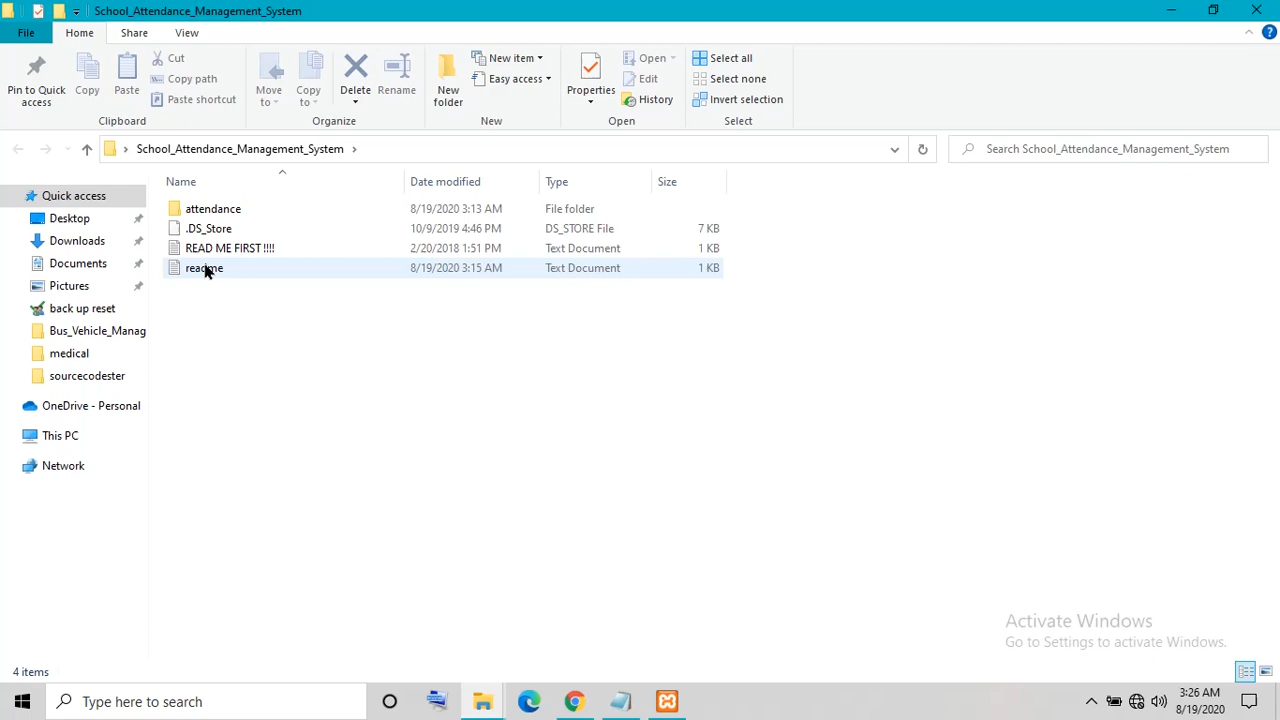 School_Attendance_Management_System
File Home Share View
Pin to Quick access
Copy
Paste
Cut
Copy path
Paste shortcut
Clipboard
Move to
Copy to
Delete
Rename
Organize
New folder
New item
Easy access
New
Properties
Open
Edit
History
Open
Select all
Select none
Invert selection
Select
School_Attendance_Management_System
Search School_Attendance_Management_System
Name Date modified Type Size
attendance 8/19/2020 3:13 AM File folder
.DS_Store 10/9/2019 4:46 PM DS_STORE File 7 KB
READ ME FIRST !!!! 2/20/2018 1:51 PM Text Document 1 KB
readme 8/19/2020 3:15 AM Text Document 1 KB
Quick access
Desktop
Downloads
Documents
Pictures
back up reset
Bus_Vehicle_Manag
medical
sourcecodester
OneDrive - Personal
This PC
Network
Activate Windows
Go to Settings to activate Windows.
4 items
Type here to search
3:26 AM
8/19/2020